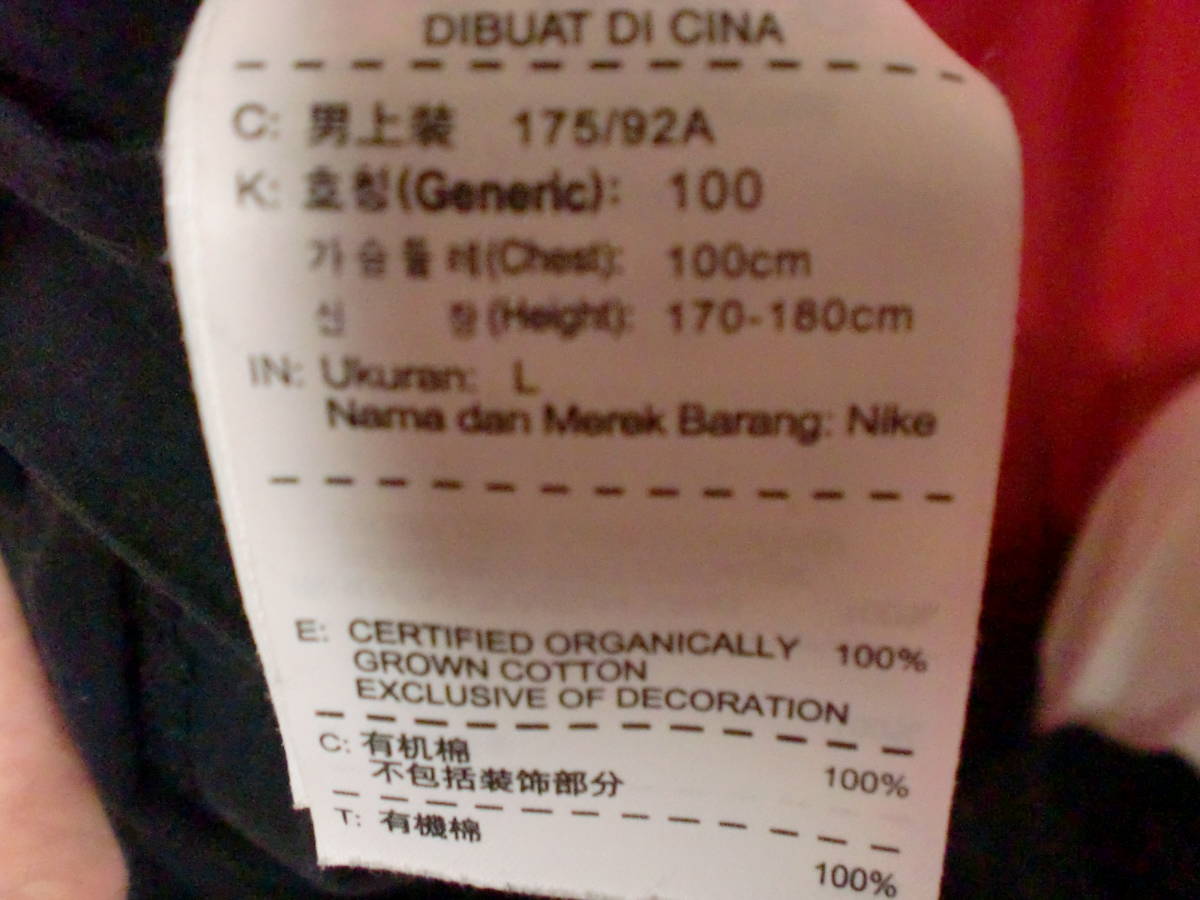 DIBUAT DI CINA
C: 男上装 175/92A
K: 호칭(Generic): 100
가슴둘레(Chest): 100cm
신 장(Height): 170-180cm
IN: Ukuran: L
Nama dan Merek Barang: Nike
E: CERTIFIED ORGANICALLY 100%
GROWN COTTON
EXCLUSIVE OF DECORATION
C: 有机棉
不包括装饰部分 100%
T: 有機棉
100%